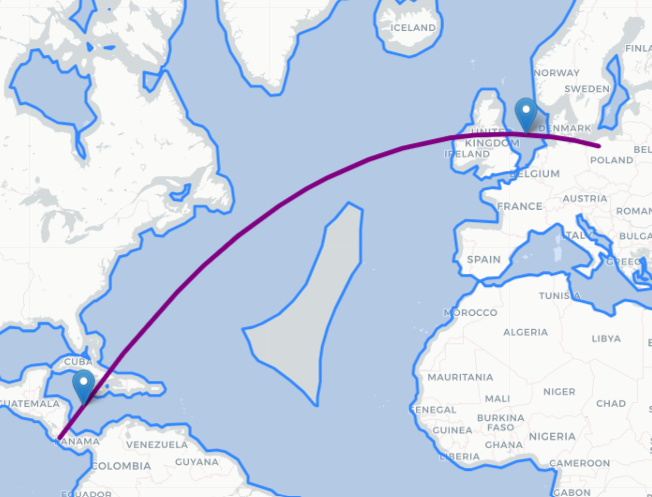 ICELAND
FINLA
NORWAY
SWEDEN
UNITED
KINGDOM
DENMARK
IRELAND
BEL
POLAND
BELGIUM
AUSTRIA
FRANCE
ROMAN
ITAL
BULGA
SPAIN
GREEC
TUNISIA
MOROCCO
ALGERIA
LIBYA
CUBA
MAURITANIA
NIGER
MALI
CHAD
GUATEMALA
SENEGAL
BURKINA
FASO
GUINEA
NIGERIA
GHANA
PANAMA
VENEZUELA
LIBERIA
GUYANA
COLOMBIA
CAMEROON
ECUADOR
GABON